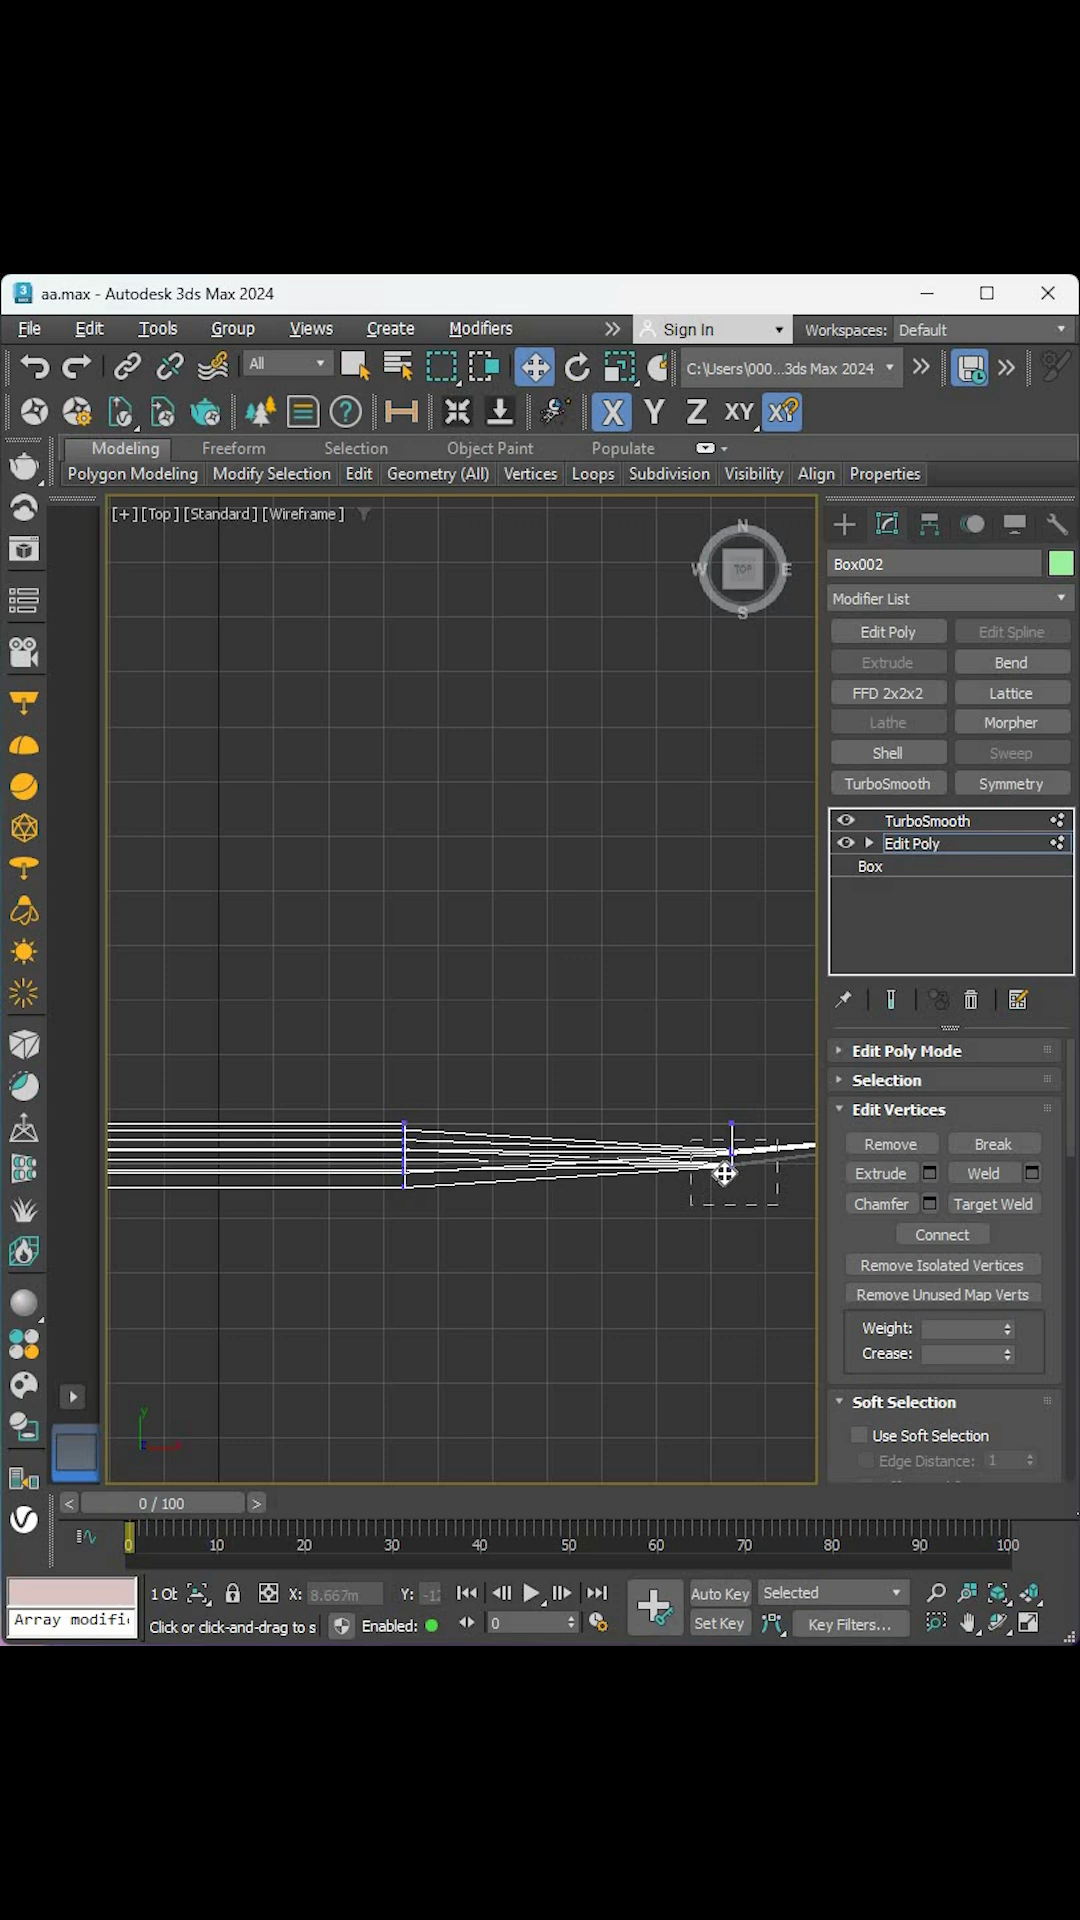 aa.max - Autodesk 3ds Max 2024
File Edit Tools Group Views Create Modifiers Sign In Workspaces: Default
All C:\Users\000...3ds Max 2024
X Y Z XY
Modeling Freeform Selection Object Paint Populate
Polygon Modeling Modify Selection Edit Geometry (All) Vertices Loops Subdivision Visibility Align Properties
[+] [Top ] [Standard ] [Wireframe ]
N
W TOP E
S
Box002
Modifier List
Edit Poly Edit Spline
Extrude Bend
FFD 2x2x2 Lattice
Lathe Morpher
Shell Sweep
TurboSmooth Symmetry
TurboSmooth
Edit Poly
Box
Edit Poly Mode
Selection
Edit Vertices
Remove Break
Extrude Weld
Chamfer Target Weld
Connect
Remove Isolated Vertices
Remove Unused Map Verts
Weight:
Crease:
Soft Selection
Use Soft Selection
Edge Distance: 1
y
0 / 100
0 10 20 30 40 50 60 70 80 90 100
X: 8.667m Y: Auto Key Selected
Array modifi Click or click-and-drag to s Enabled: 0 Set Key Key Filters...